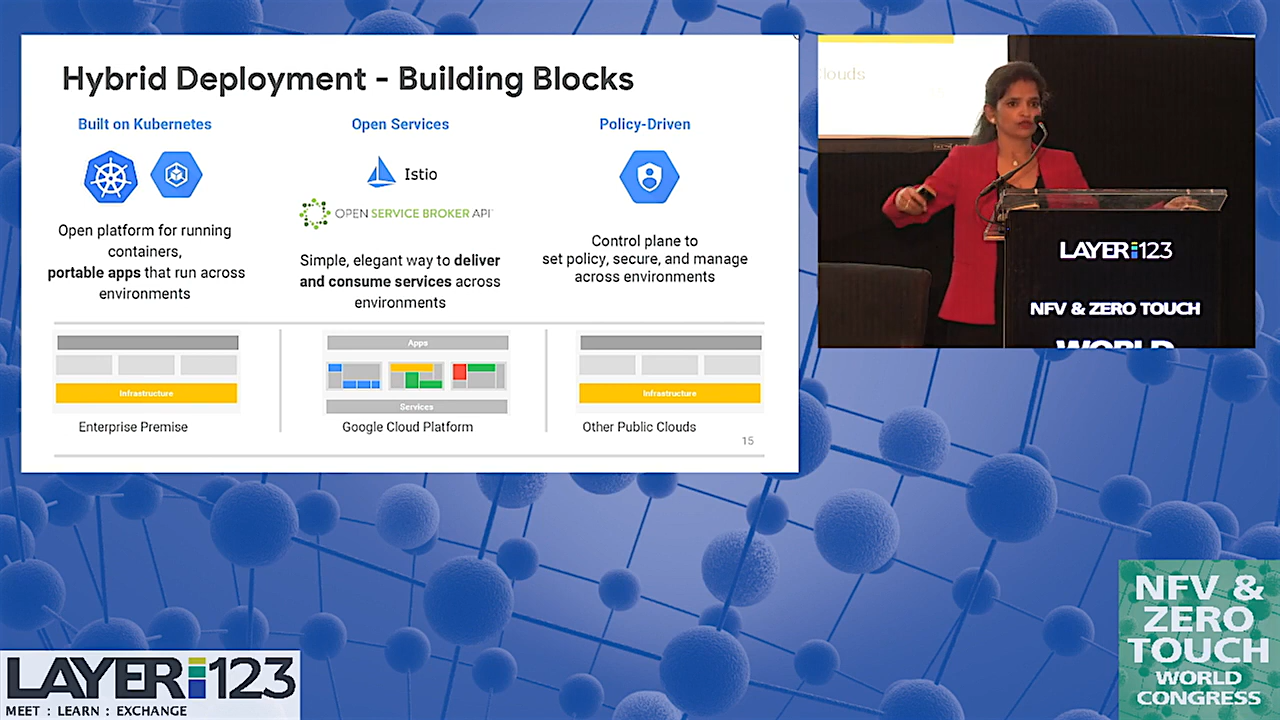 Hybrid Deployment - Building Blocks
Built on Kubernetes
Open platform for running
containers,
portable apps that run across
environments
Open Services
Istio
OPEN SERVICE BROKER API
Simple, elegant way to deliver
and consume services across
environments
Policy-Driven
Control plane to
set policy, secure, and manage
across environments
Infrastructure
Enterprise Premise
Apps
Services
Google Cloud Platform
Infrastructure
Other Public Clouds
15
Clouds
LAYER123
NFV & ZERO TOUCH
WORLD
LAYER123
MEET : LEARN : EXCHANGE
NFV &
ZERO
TOUCH
WORLD
CONGRESS